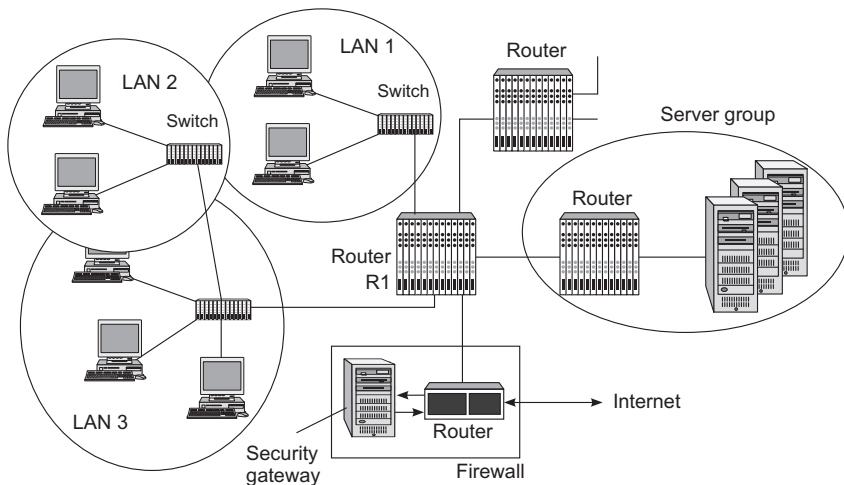 LAN 1
Router
LAN 2
Switch
Switch
Server group
Router
Router
R1
LAN 3
Internet
Router
Security
gateway
Firewall